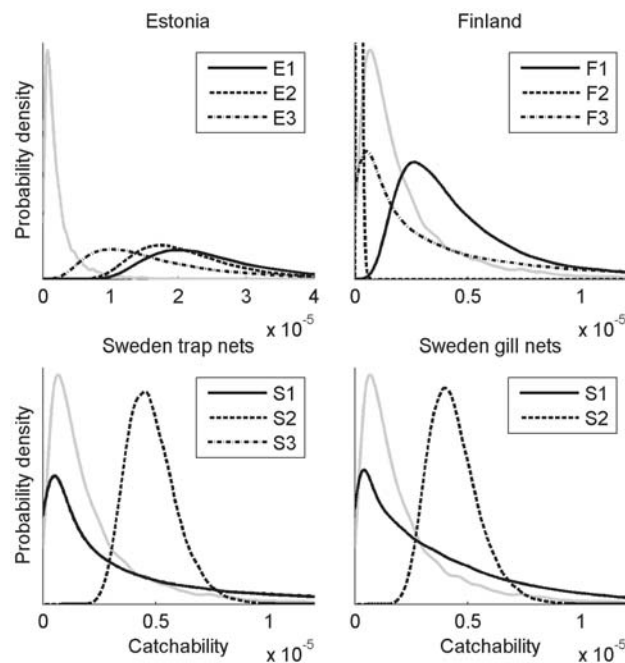 Estonia
Finland
Probability density
E1
E2
E3
F1
F2
F3
0 1 2 3 4
x 10-5
0 0.5 1
x 10-5
Sweden trap nets
Sweden gill nets
Probability density
S1
S2
S3
S1
S2
0 0.5 1
Catchability
x 10-5
0 0.5 1
Catchability
x 10-5